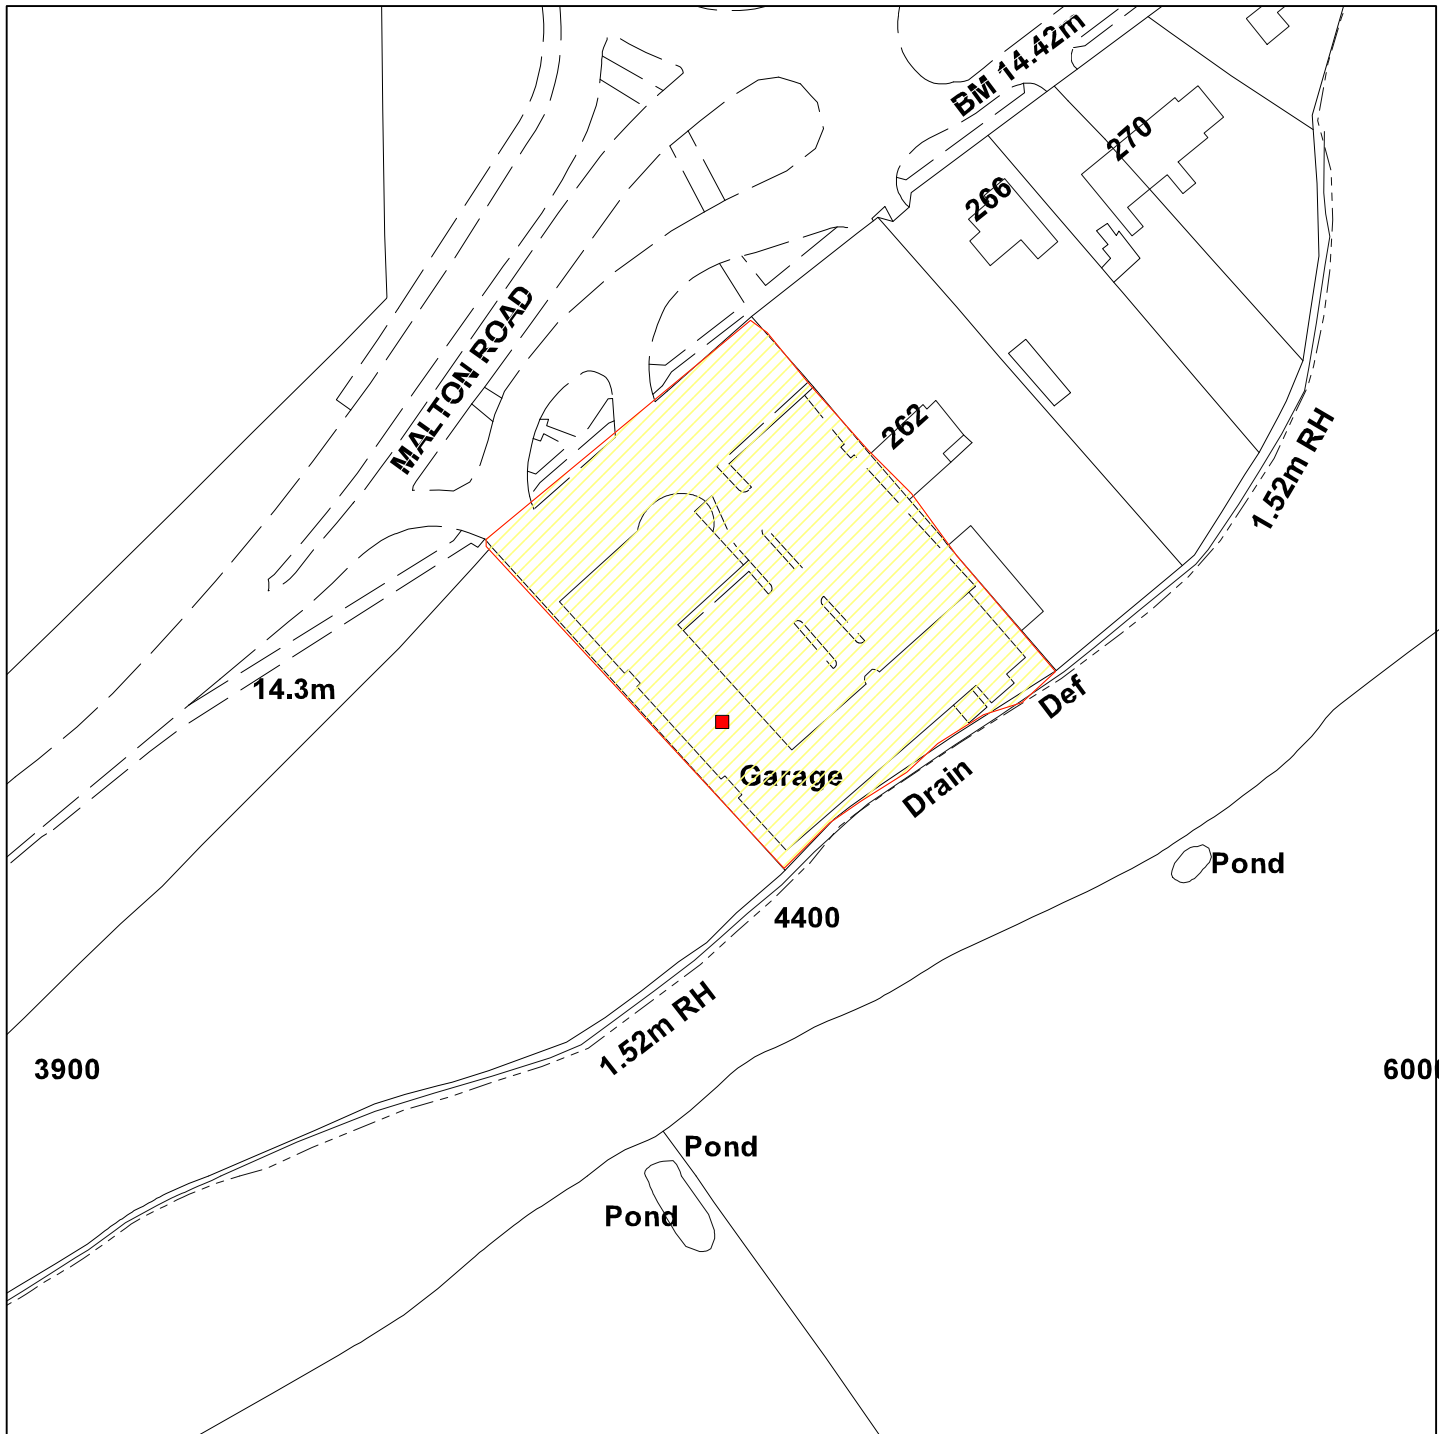 BM 14.42m
270
266
MALTON ROAD
262
1.52m RH
14.3m
Def
Garage
Drain
Pond
4400
1.52m RH
3900
Pond
Pond